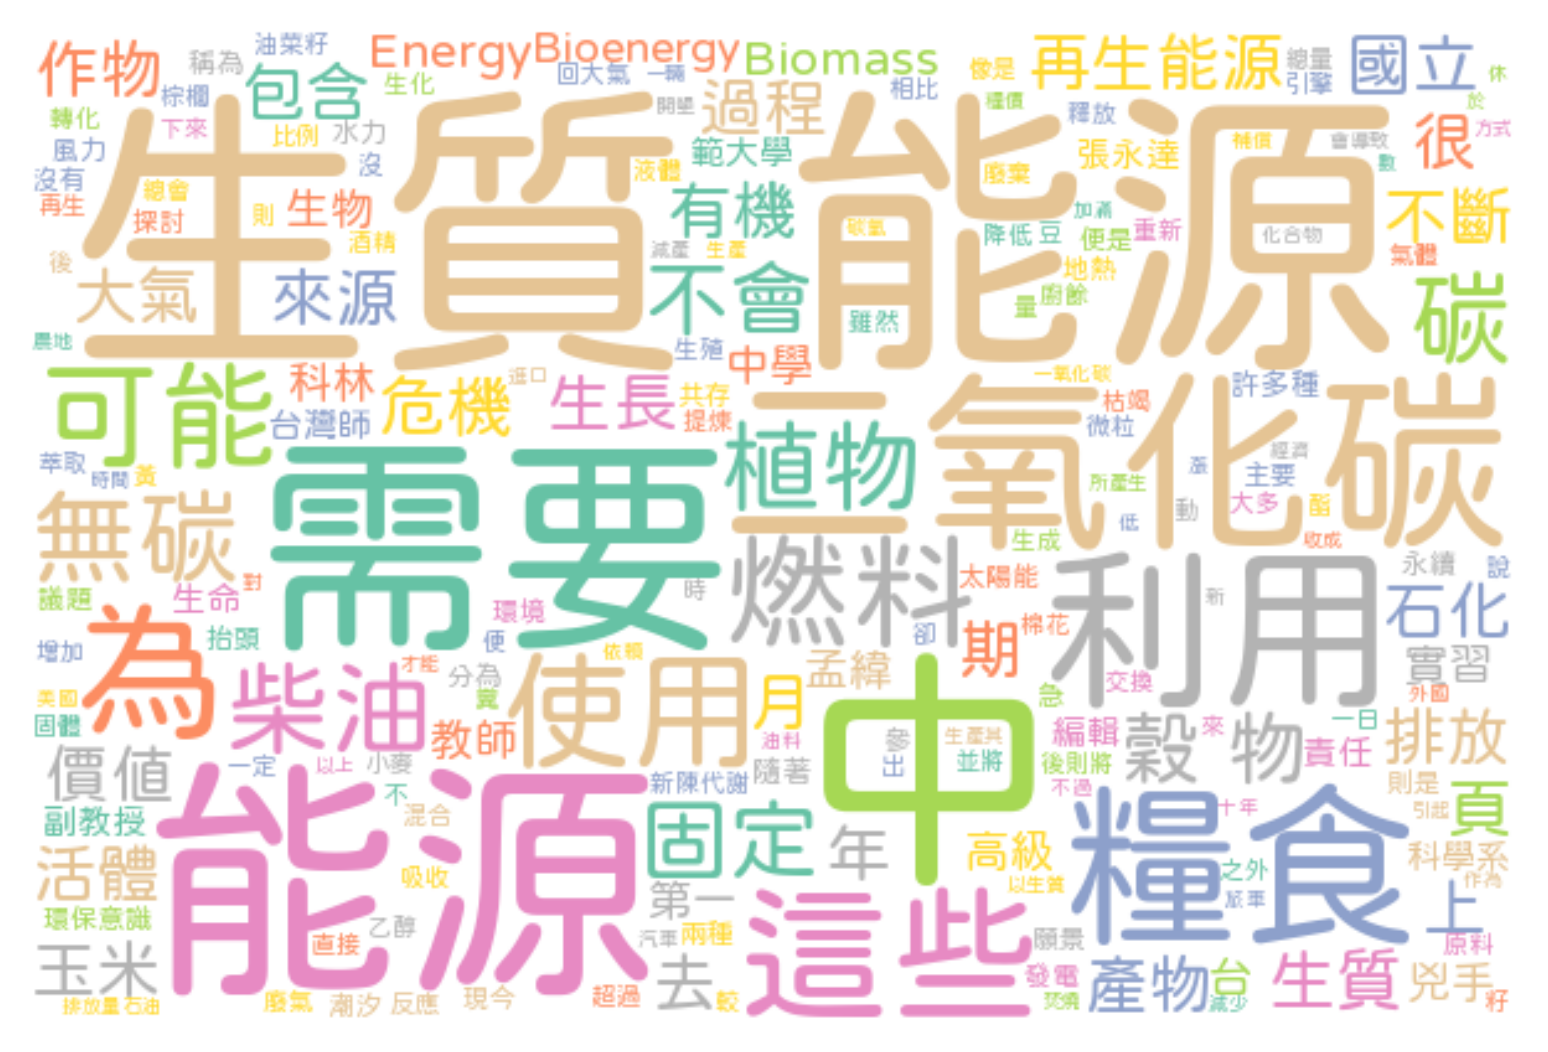 作物
稱為
油菜籽
Energy
Bioenergy
Biomass
像是
再生能源
總量
引擎
國立
休
棕櫚
包含
生化
回大氣
一輛
開墾
過程
相比
糧價
釋放
於
轉化
下來
比例
水力
範大學
張永達
補償
會導致
很
方式
風力
沒
液體
廢棄
數
沒有
總會
再生
探討
則
生物
有機
碳氫
加滿
不斷
生質能源
酒精
減產
生產
降低
豆
便是
重新
化合物
氣體
後
大氣
來源
不會
地熱
量
廚餘
碳
農地
雖然
生殖
中學
可能
科林
危機
進口
生長
共存
提煉
一氧化碳
許多種
枯竭
微粒
台灣師
植物
二氧化碳
經濟
萃取
時間
黃
所產生
漲
主要
大多
酯
無碳
需要
低
動
生成
收成
燃料
太陽能
利用
永續
說
議題
生命
對
時
新
環境
石化
增加
為
抬頭
便
卻
期
棉花
才能
依賴
實習
美國
柴油
分為
糞
使用
月
孟緯
急
交換
外國
固體
教師
油料
中
參
出
生產其
並將
編輯
穀物
來
一日
排放
價值
一定
以上
小麥
新陳代謝
隨著
後則將
不過
責任
則是
副教授
能源
不
混合
固定
年
高級
糧食
十年
引起
頁
活體
吸收
以生質
之外
科學系
作為
環保意識
第一
這些
旅車
上
玉米
直接
乙醇
汽車
兩種
願景
原料
去
發電
產物
台
生質
兇手
排放量
石油
廢氣
潮汐
反應
現今
超過
較
焚燒
減少
籽